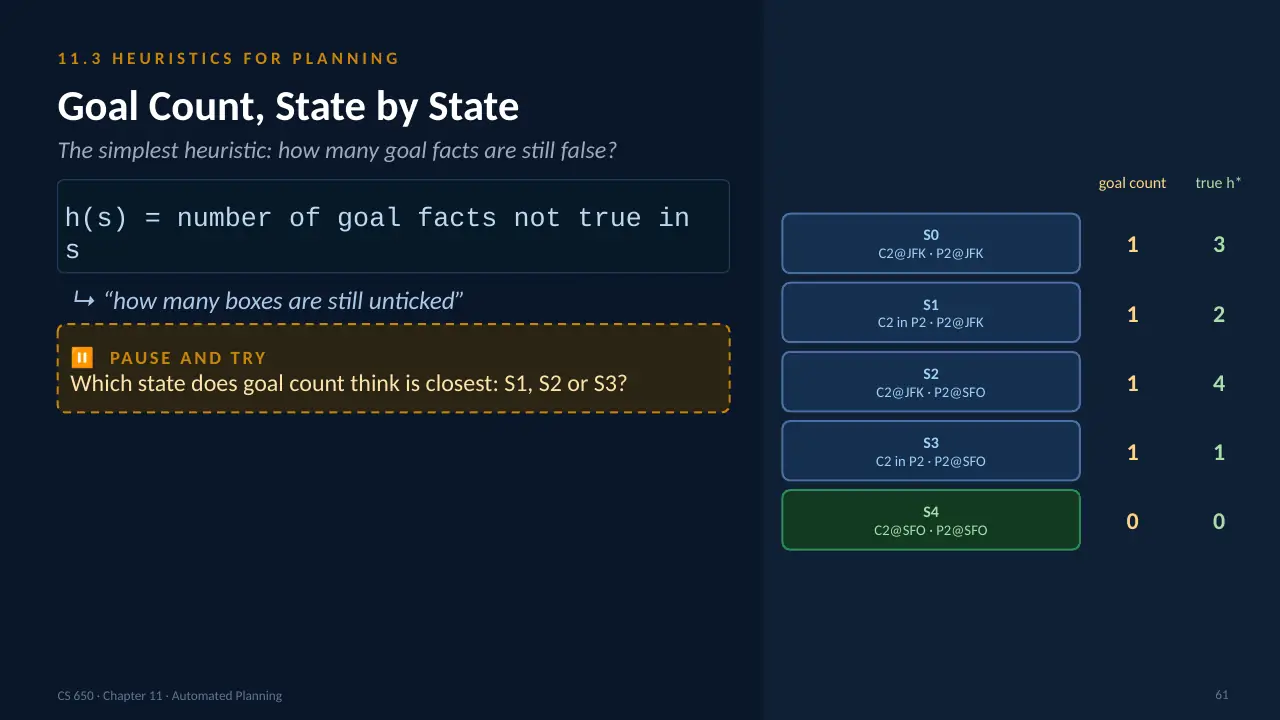 11.3 HEURISTICS FOR PLANNING
Goal Count, State by State
The simplest heuristic: how many goal facts are still false?
h(s) = number of goal facts not true in
s
↳ “how many boxes are still unticked”
⏸ PAUSE AND TRY
Which state does goal count think is closest: S1, S2 or S3?
goal count true h*
S0
C2@JFK · P2@JFK
1 3
S1
C2 in P2 · P2@JFK
1 2
S2
C2@JFK · P2@SFO
1 4
S3
C2 in P2 · P2@SFO
1 1
S4
C2@SFO · P2@SFO
0 0
CS 650 · Chapter 11 · Automated Planning
61